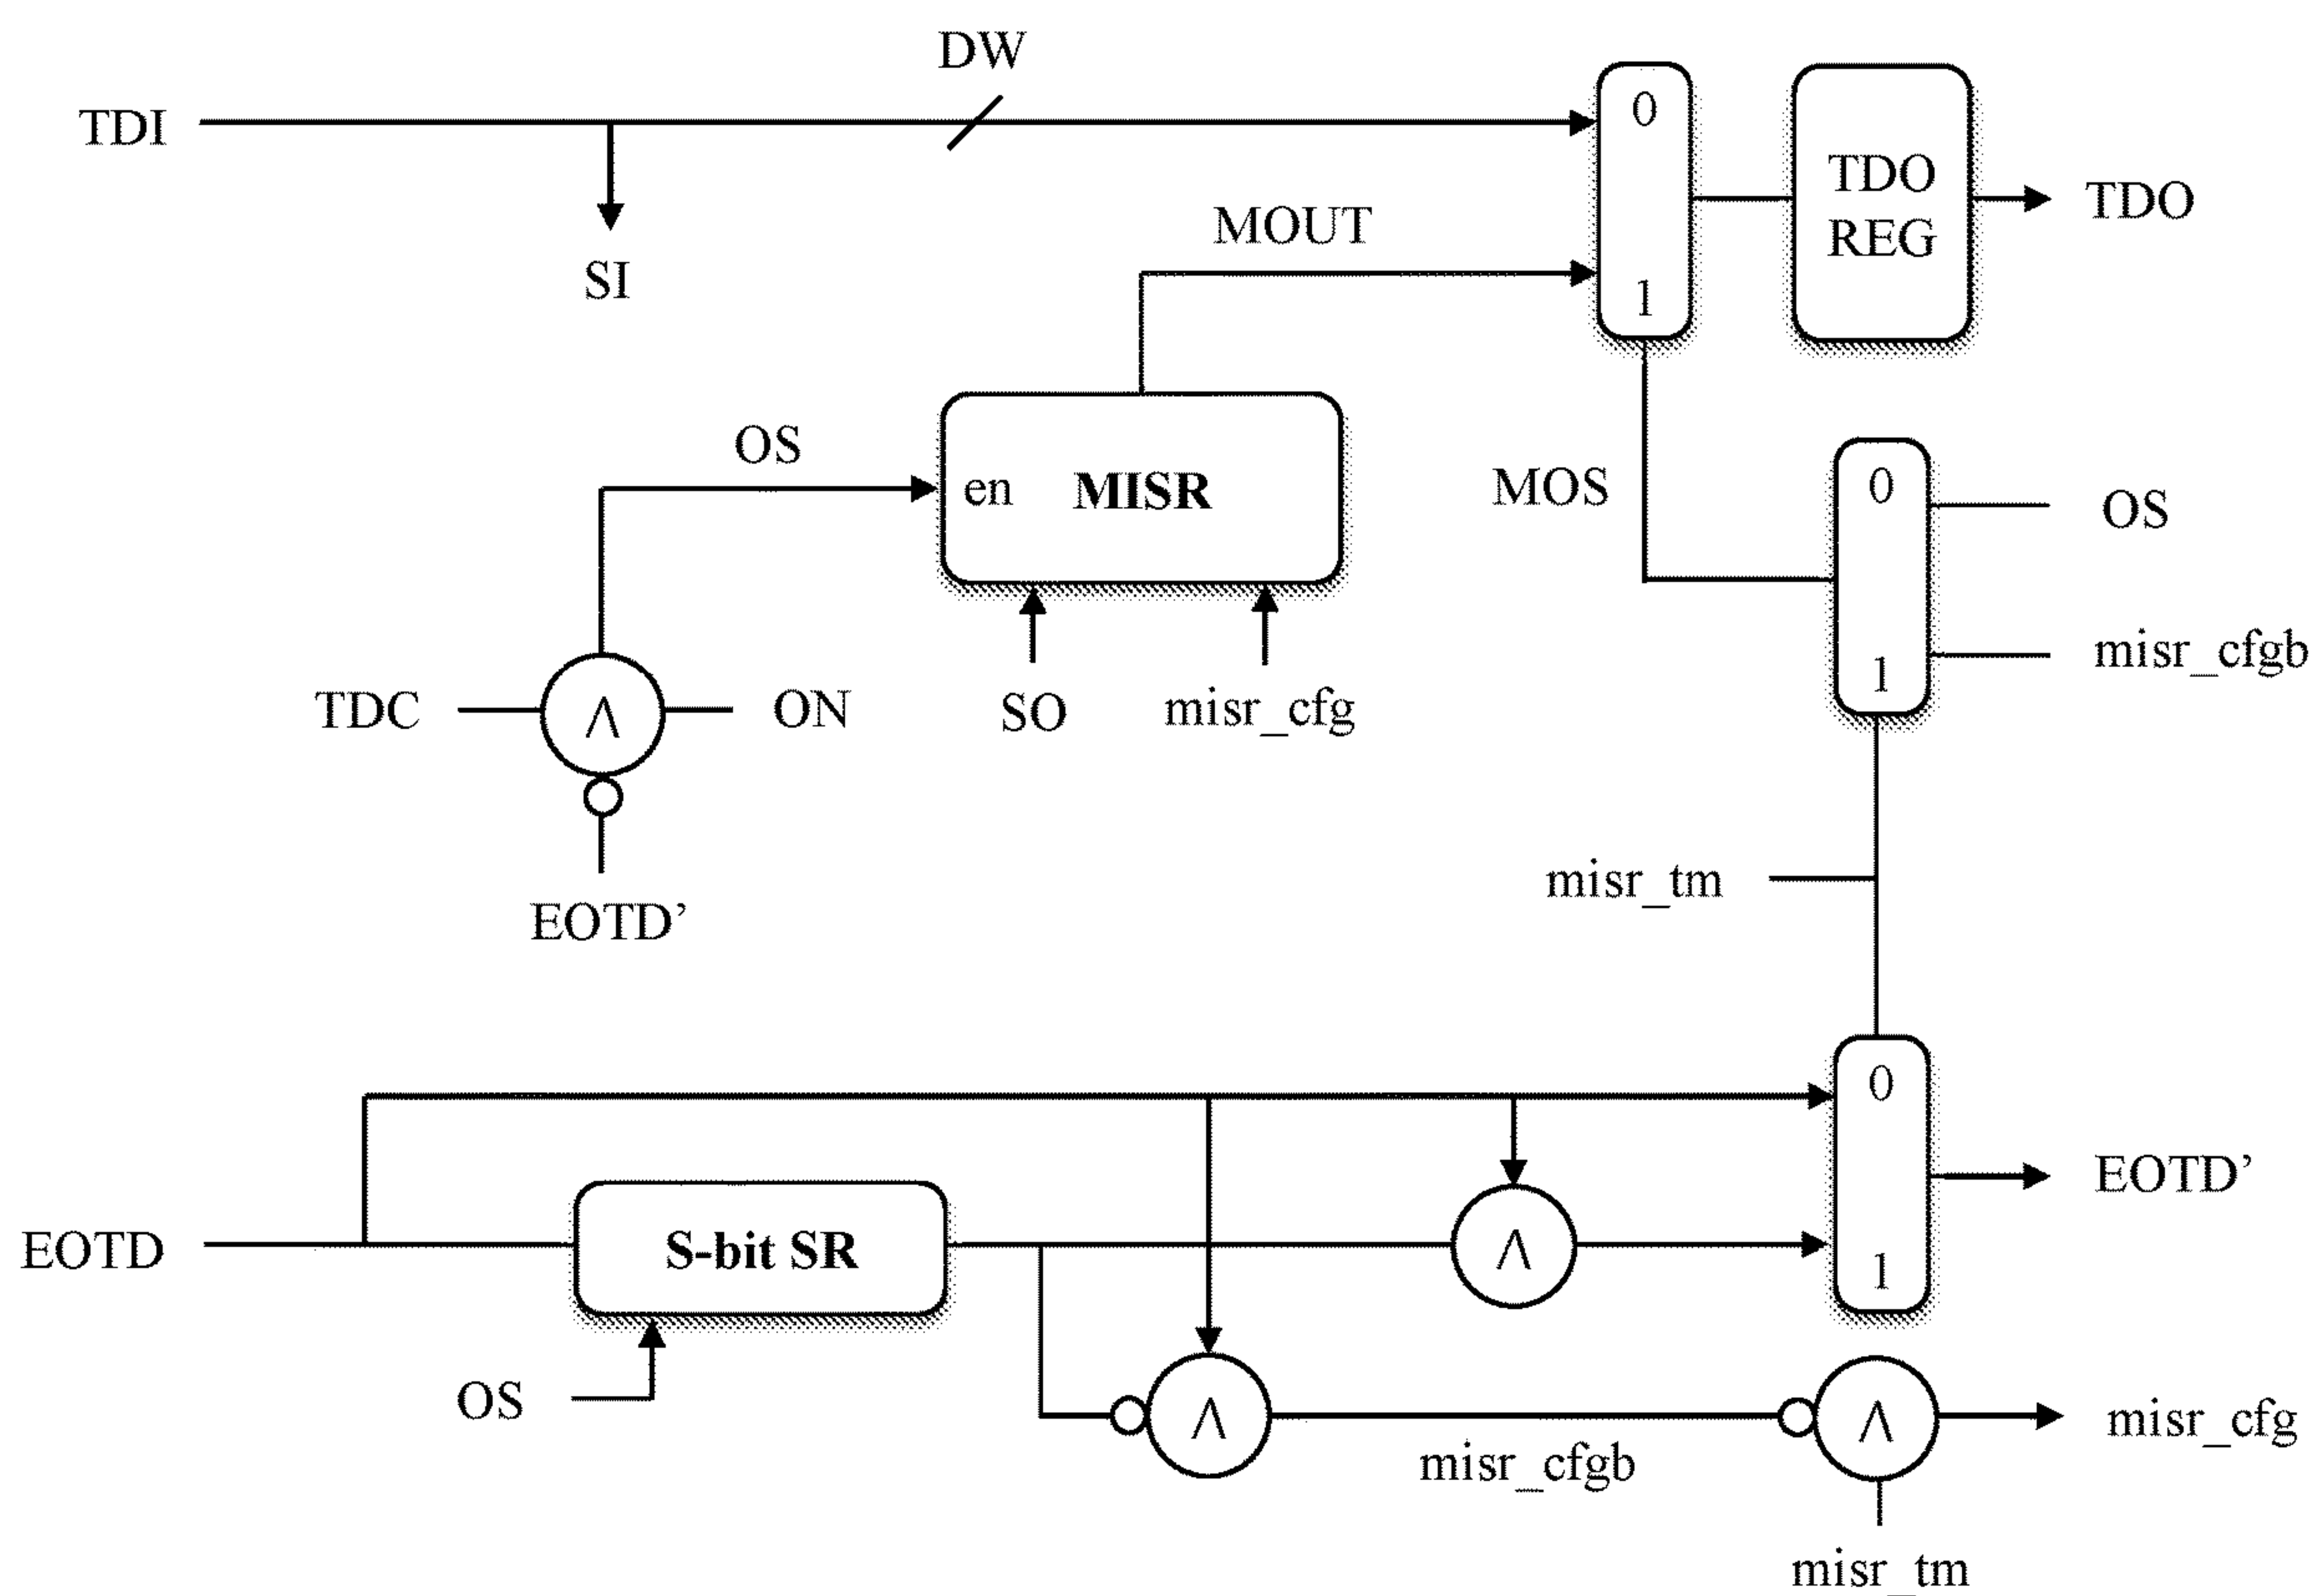 DW
TDI
0
TDO
REG
TDO
MOUT
SI
1
OS
MOS
0
OS
en
MISR
misr_cfgb
1
TDC
Λ
ON
SO
misr_cfg
misr_tm
EOTD’
0
EOTD’
EOTD
S-bit SR
Λ
1
OS
Λ
misr_cfgb
Λ
misr_cfg
misr_tm